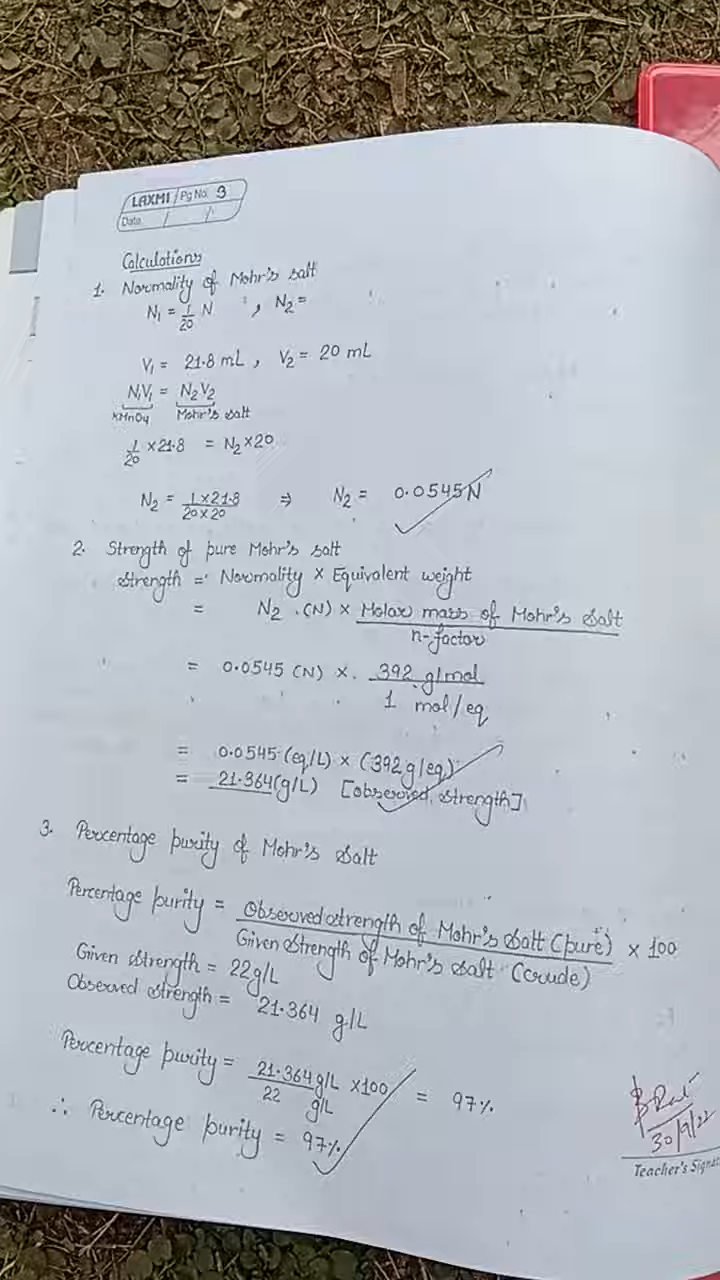 LAXMI Pg No. 9
Date / /
Calculations
1. Normality of Mohr's salt
N₁ = 1/20 N , N₂ =
V₁ = 21.8 mL , V₂ = 20 mL
N₁V₁ = N₂V₂
KMnO₄ Mohr's salt
1/20 × 21.8 = N₂ × 20
N₂ = 1×21.8/20×20 ⇒ N₂ = 0.0545 N
2. Strength of pure Mohr's salt
Strength = Normality × Equivalent weight
= N₂ . (N) × Molar mass of Mohr's Salt/n-factor
= 0.0545 (N) × . 392 g/mol/1 mol/eq
= 0.0545 (eq/L) × (392 g/eq)
= 21.364 (g/L) [observed strength]
3. Percentage purity of Mohr's Salt
Percentage purity = Observed strength of Mohr's Salt (pure)/Given Strength of Mohr's Salt (crude) × 100
Given strength = 22 g/L
Observed strength = 21.364 g/L
Percentage purity = 21.364 g/L/22 g/L × 100 = 97%
∴ Percentage purity = 97%
30/9/22
Teacher's